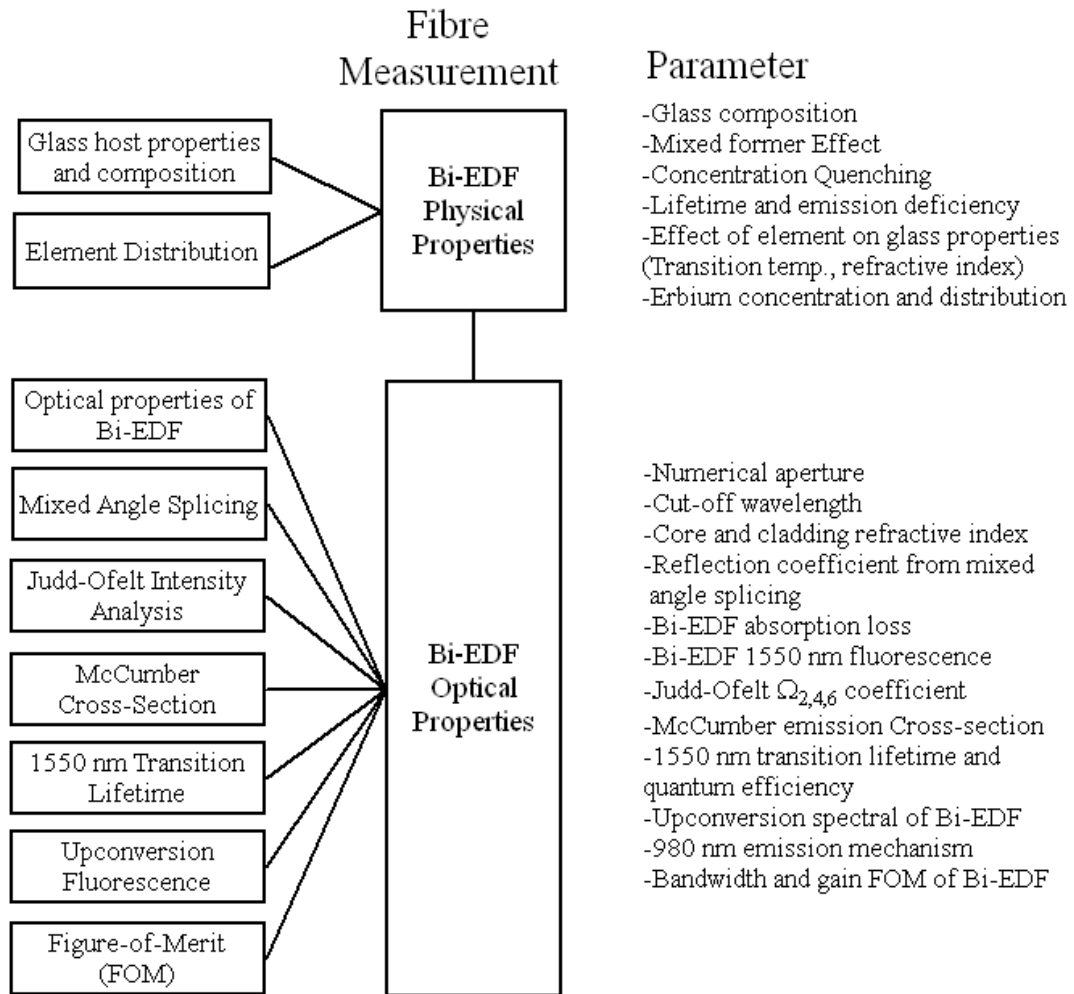 Fibre
Measurement
Parameter
Glass host properties
and composition
Element Distribution
Bi-EDF
Physical
Properties
-Glass composition
-Mixed former Effect
-Concentration Quenching
-Lifetime and emission deficiency
-Effect of element on glass properties
(Transition temp., refractive index)
-Erbium concentration and distribution
Optical properties of
Bi-EDF
Mixed Angle Splicing
Judd-Ofelt Intensity
Analysis
McCumber
Cross-Section
1550 nm Transition
Lifetime
Upconversion
Fluorescence
Figure-of-Merit
(FOM)
Bi-EDF
Optical
Properties
-Numerical aperture
-Cut-off wavelength
-Core and cladding refractive index
-Reflection coefficient from mixed
angle splicing
-Bi-EDF absorption loss
-Bi-EDF 1550 nm fluorescence
-Judd-Ofelt Ω2,4,6 coefficient
-McCumber emission Cross-section
-1550 nm transition lifetime and
quantum efficiency
-Upconversion spectral of Bi-EDF
-980 nm emission mechanism
-Bandwidth and gain FOM of Bi-EDF